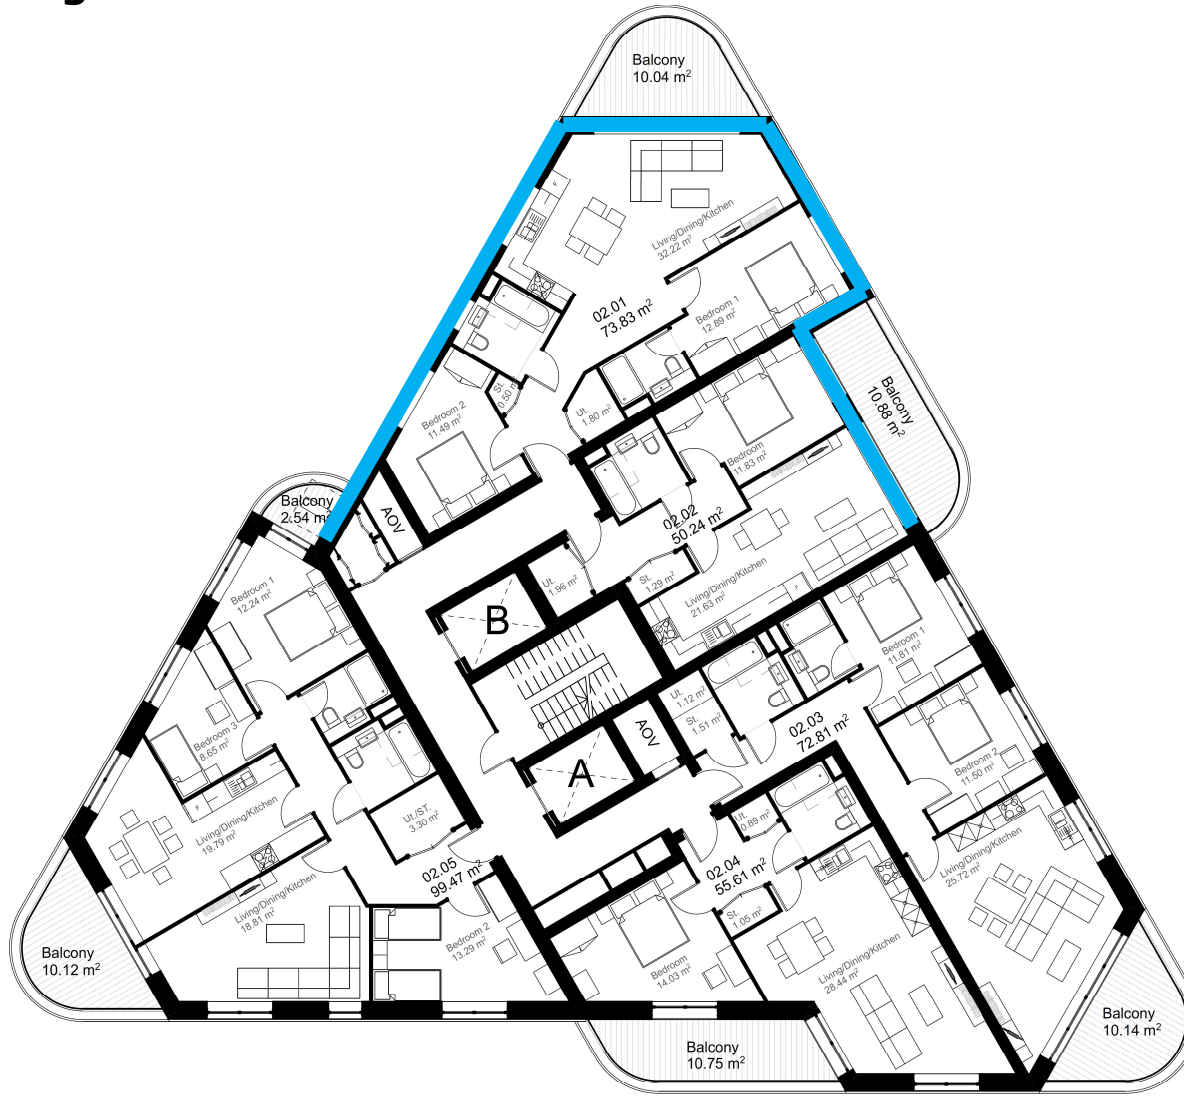 Balcony
10.04 m²
F
Living/Dining/Kitchen
32.22 m²
02.01
73.83 m²
Bedroom 1
12.89 m²
St.
0.50 m²
Ut.
1.80 m²
Bedroom 2
11.49 m²
Balcony
10.88 m²
Bedroom
11.83 m²
AOV
Balcony
2.54 m²
02.02
50.24 m²
Ut.
1.96 m²
St.
1.29 m²
Living/Dining/Kitchen
21.63 m²
F
Bedroom 1
12.24 m²
B
Bedroom 1
11.81 m²
Ut.
1.12 m²
St.
1.51 m²
02.03
72.81 m²
AOV
Bedroom 3
8.65 m²
Bedroom 2
11.50 m²
A
F
Living/Dining/Kitchen
19.79 m²
Ut./ST.
3.30 m²
Ut.
0.89 m²
Living/Dining/Kitchen
25.72 m²
02.05
99.47 m²
02.04
55.61 m²
Living/Dining/Kitchen
18.81 m²
St.
1.05 m²
Bedroom 2
13.29 m²
Bedroom
14.03 m²
Living/Dining/Kitchen
28.44 m²
Balcony
10.12 m²
Balcony
10.14 m²
Balcony
10.75 m²